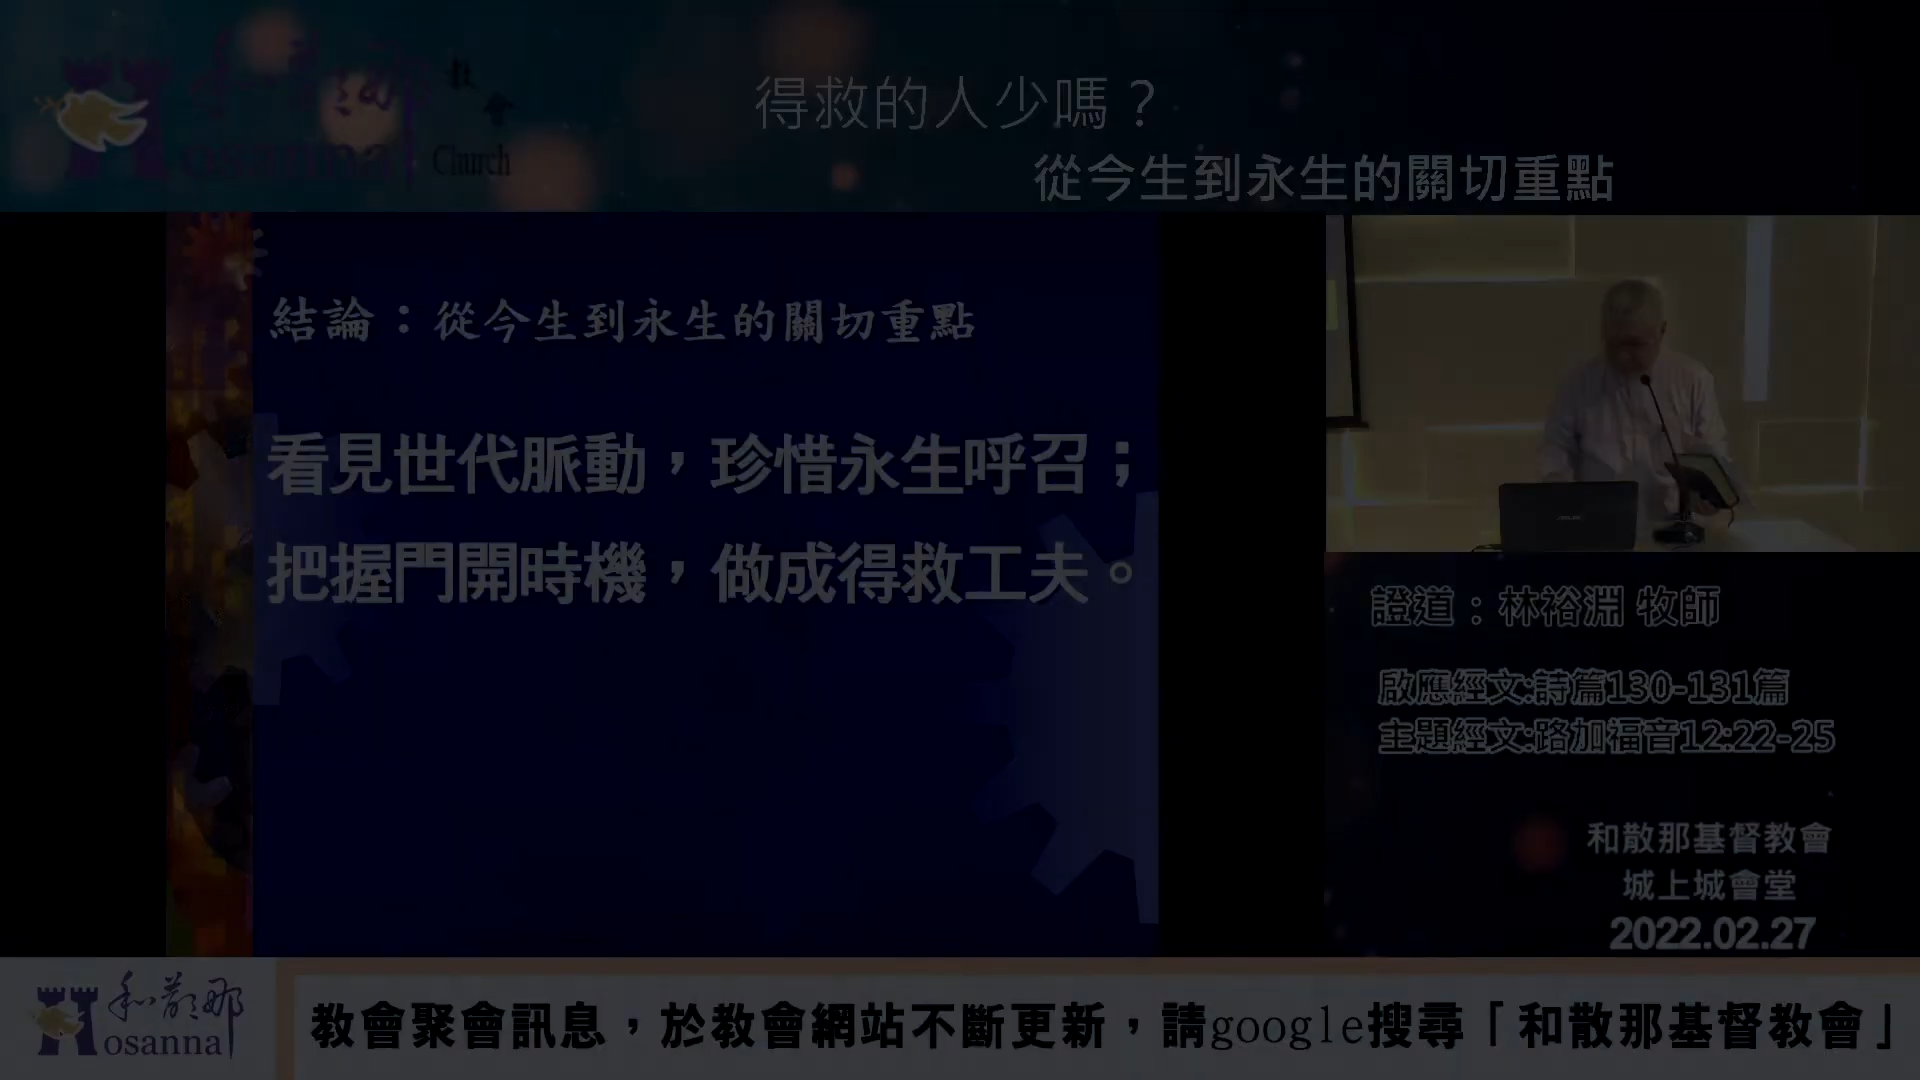 和散那
教會
Hosanna Church
得救的人少嗎？
從今生到永生的關切重點
結論：從今生到永生的關切重點
看見世代脈動，珍惜永生呼召；
把握門開時機，做成得救工夫。
證道：林裕淵 牧師
啟應經文:詩篇130-131篇
主題經文:路加福音12:22-25
和散那基督教會
城上城會堂
2022.02.27
和散那
Hosanna
教會聚會訊息，於教會網站不斷更新，請google搜尋「和散那基督教會」